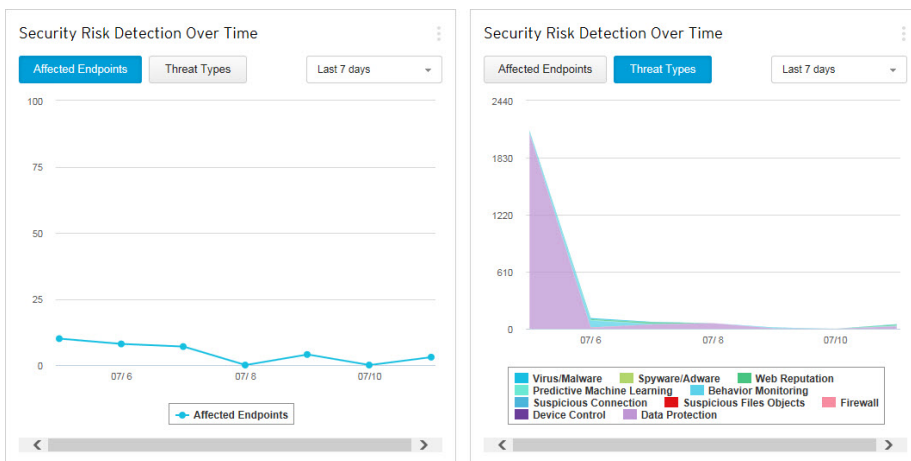 Security Risk Detection Over Time
Affected Endpoints Threat Types Last 7 days
100
75
50
25
0
07/ 6 07/ 8 07/10
Affected Endpoints
Security Risk Detection Over Time
Affected Endpoints Threat Types Last 7 days
2440
1830
1220
610
0
07/ 6 07/ 8 07/10
Virus/Malware Spyware/Adware Web Reputation
Predictive Machine Learning Behavior Monitoring
Suspicious Connection Suspicious Files Objects Firewall
Device Control Data Protection